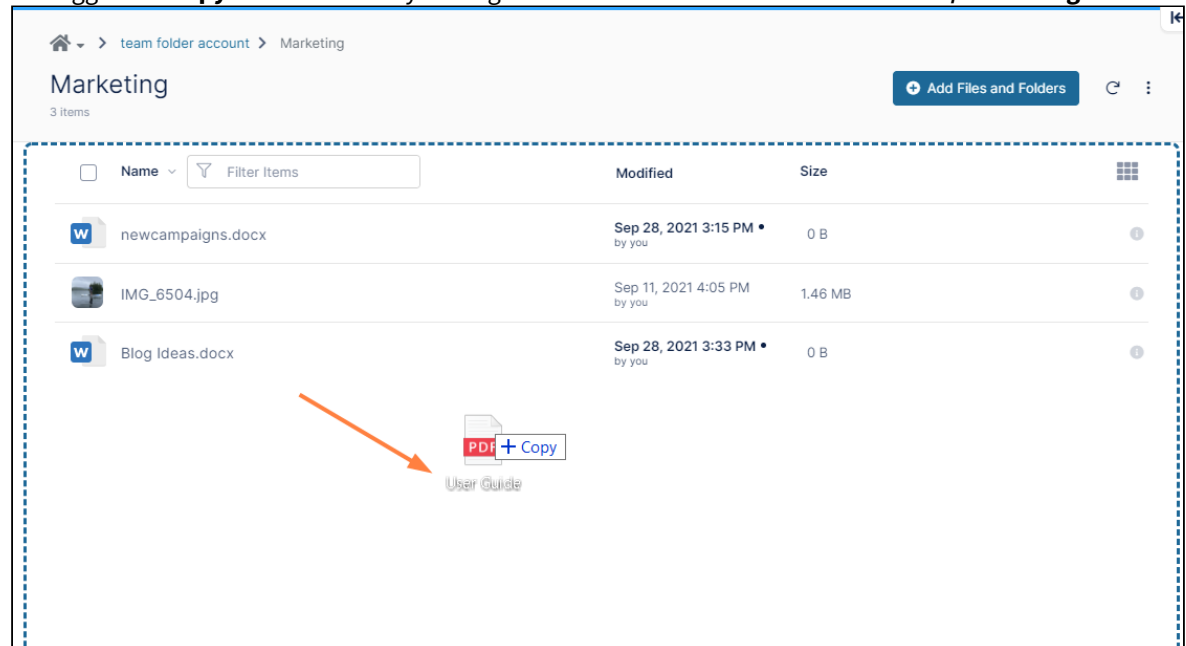 team folder account > Marketing
Marketing
Add Files and Folders
3 items
Name Filter Items Modified Size
W newcampaigns.docx Sep 28, 2021 3:15 PM • 0 B
by you
IMG_6504.jpg Sep 11, 2021 4:05 PM 1.46 MB
by you
W Blog Ideas.docx Sep 28, 2021 3:33 PM • 0 B
by you
PDF + Copy
User Guide